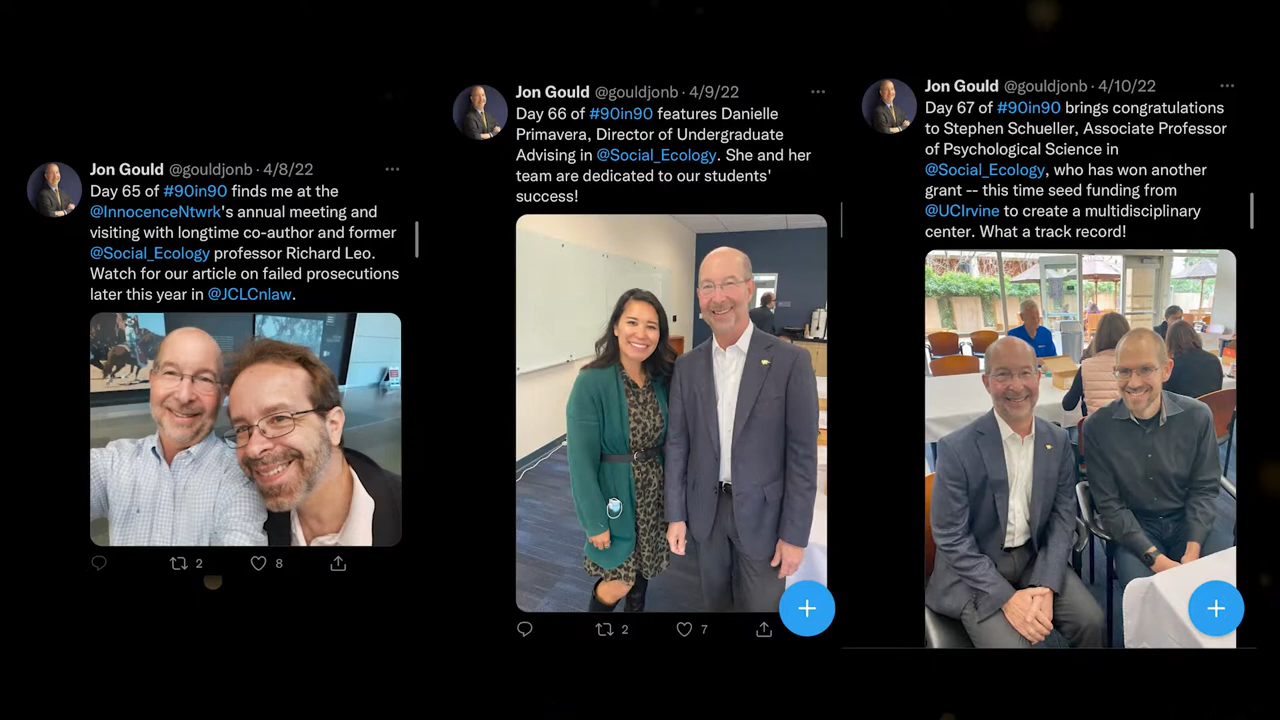 Jon Gould @gouldjonb · 4/8/22
Day 65 of #90in90 finds me at the
@InnocenceNtwrk's annual meeting and
visiting with longtime co-author and former
@Social_Ecology professor Richard Leo.
Watch for our article on failed prosecutions
later this year in @JCLCnlaw.
2 8
Jon Gould @gouldjonb · 4/9/22
Day 66 of #90in90 features Danielle
Primavera, Director of Undergraduate
Advising in @Social_Ecology. She and her
team are dedicated to our students'
success!
2 7
Jon Gould @gouldjonb · 4/10/22
Day 67 of #90in90 brings congratulations
to Stephen Schueller, Associate Professor
of Psychological Science in
@Social_Ecology, who has won another
grant -- this time seed funding from
@UCIrvine to create a multidisciplinary
center. What a track record!